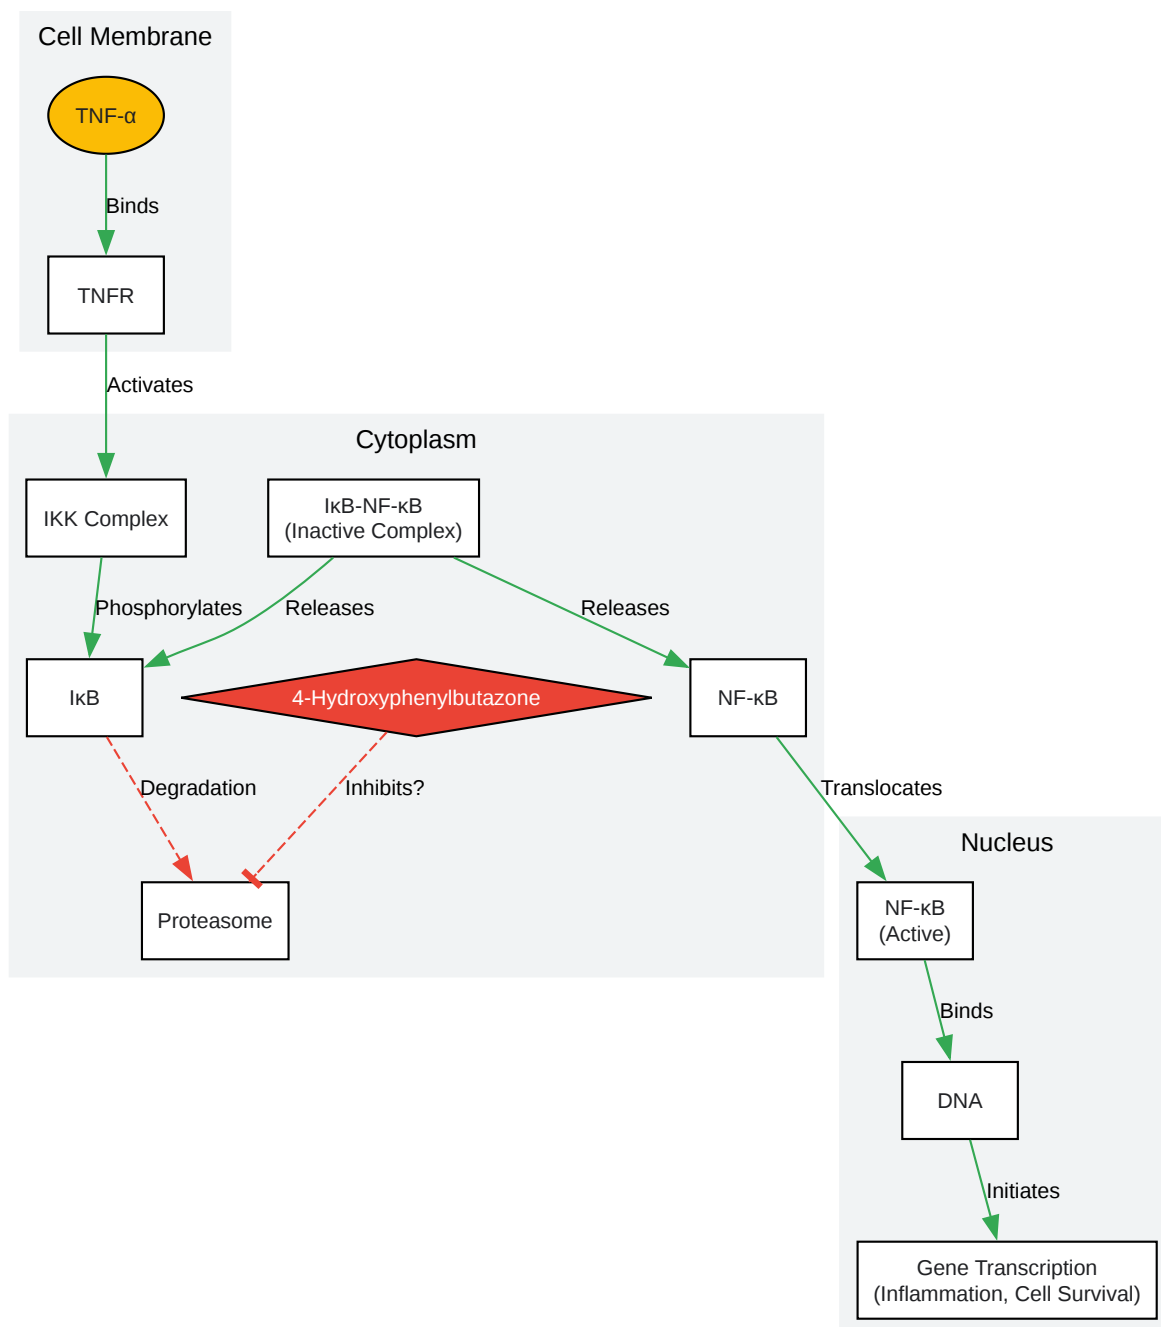 Cell Membrane
TNF-α
Binds
TNFR
Activates
Cytoplasm
IKK Complex
IκB-NF-κB
(Inactive Complex)
Phosphorylates
Releases
Releases
IκB
4-Hydroxyphenylbutazone
NF-κB
Degradation
Inhibits?
Translocates
Proteasome
Nucleus
NF-κB
(Active)
Binds
DNA
Initiates
Gene Transcription
(Inflammation, Cell Survival)